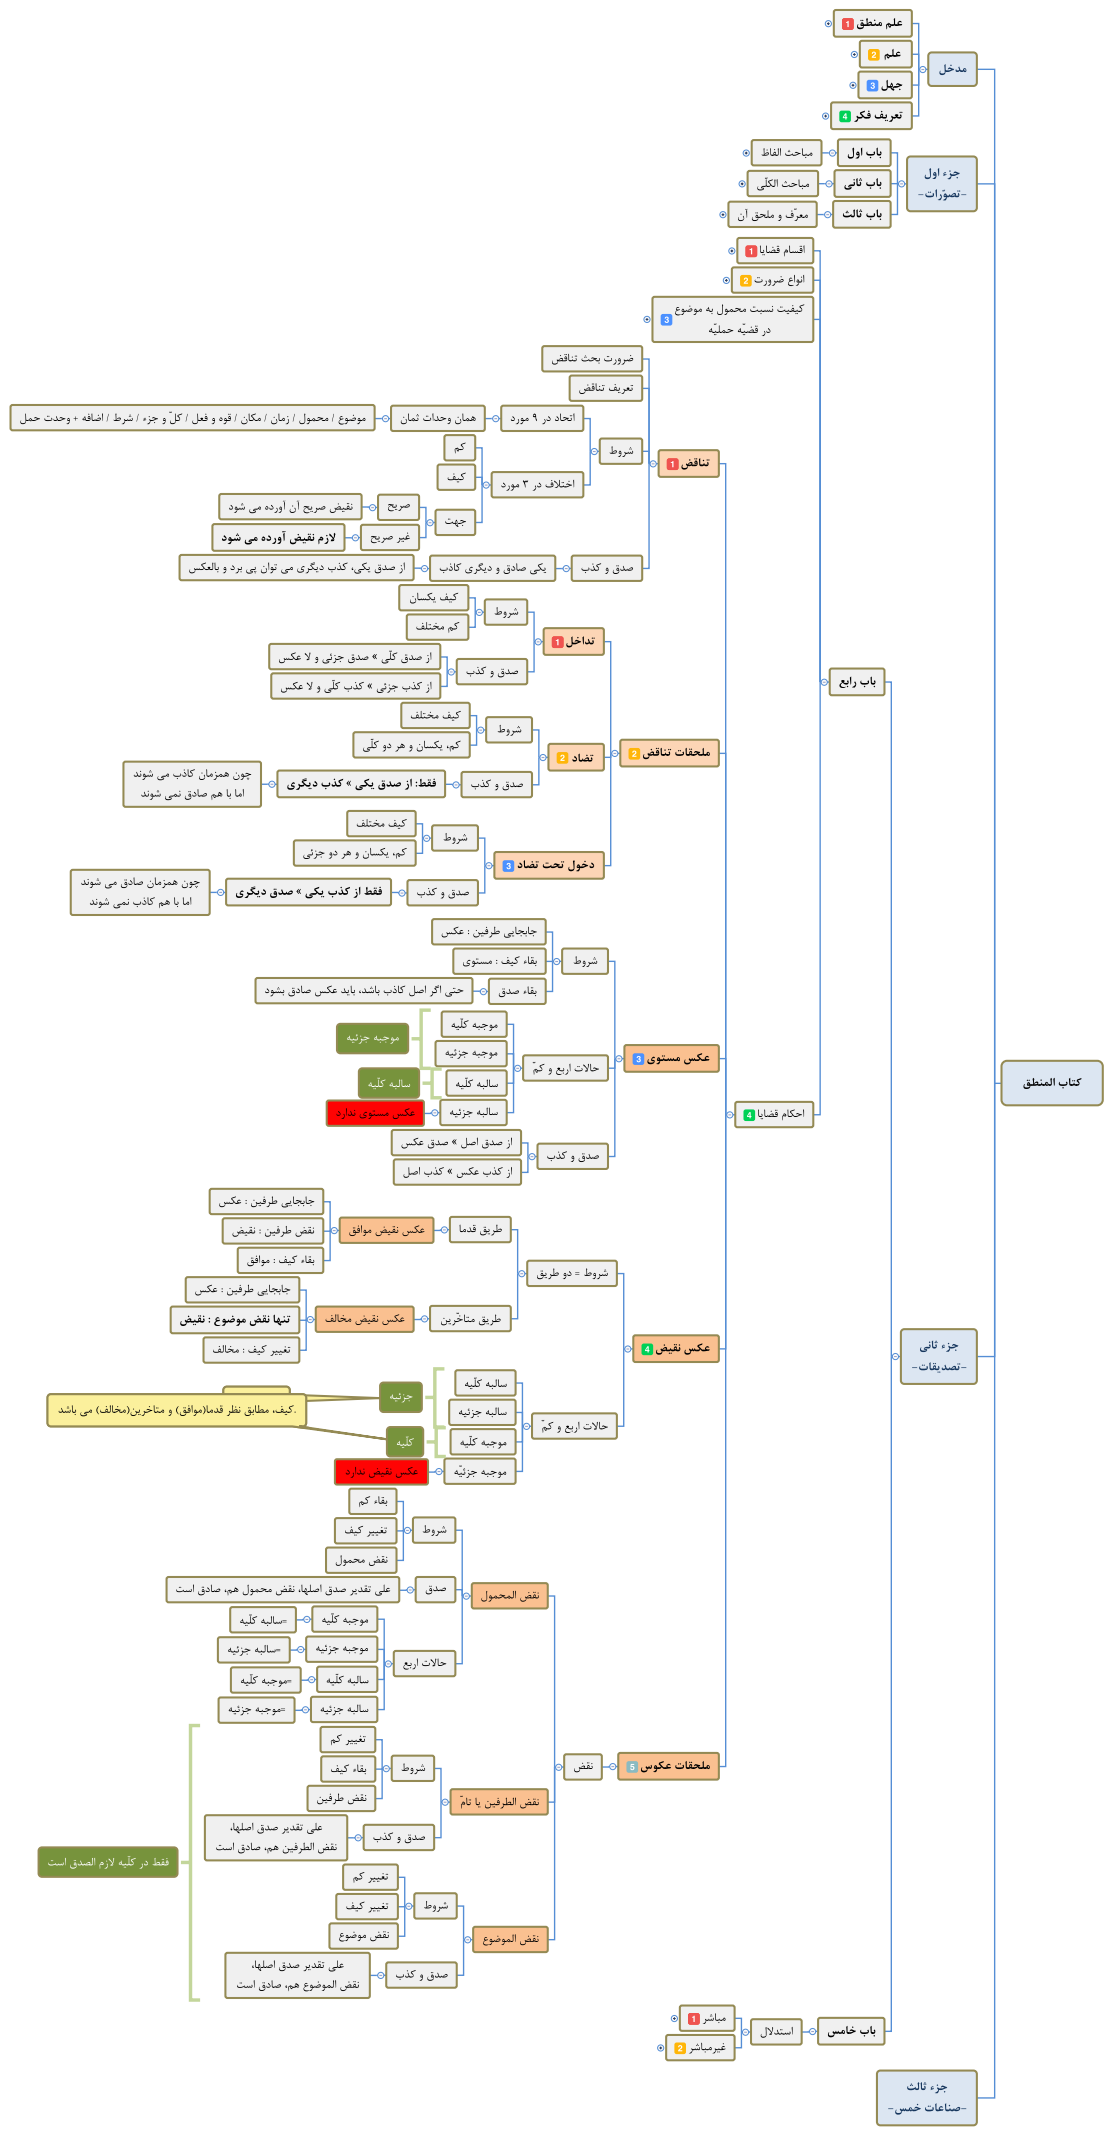 کتاب المنطق
مدخل
علم منطق 1
علم 2
جهل 3
تعریف فکر 4
جزء اول
-تصوّرات-
باب اول
مباحث الفاظ
باب ثانی
مباحث الکلّی
باب ثالث
معرّف و ملحق آن
جزء ثانی
-تصدیقات-
باب رابع
اقسام قضایا 1
انواع ضرورت 2
کیفیت نسبت محمول به موضوع
در قضیّه حملیّه
3
احکام قضایا 4
تناقض 1
ضرورت بحث تناقض
تعریف تناقض
شروط
اتحاد در ۹ مورد
همان وحدات ثمان
موضوع / محمول / زمان / مکان / قوه و فعل / کلّ و جزء / شرط / اضافه + وحدت حمل
اختلاف در ۳ مورد
کم
کیف
جهت
صریح
نقیض صریح آن آورده می شود
غیر صریح
لازم نقیض آورده می شود
صدق و کذب
یکی صادق و دیگری کاذب
از صدق یکی، کذب دیگری می توان پی برد و بالعکس
ملحقات تناقض 2
تداخل 1
شروط
کیف یکسان
کم مختلف
صدق و کذب
از صدق کلّی » صدق جزئی و لا عکس
از کذب جزئی » کذب کلّی و لا عکس
تضاد 2
شروط
کیف مختلف
کم، یکسان و هر دو کلّی
صدق و کذب
فقط: از صدق یکی » کذب دیگری
چون همزمان کاذب می شوند
اما با هم صادق نمی شوند
دخول تحت تضاد 3
شروط
کیف مختلف
کم، یکسان و هر دو جزئی
صدق و کذب
فقط از کذب یکی » صدق دیگری
چون همزمان صادق می شوند
اما با هم کاذب نمی شوند
عکس مستوی 3
شروط
جابجایی طرفین : عکس
بقاء کیف : مستوی
بقاء صدق
حتی اگر اصل کاذب باشد، باید عکس صادق بشود
حالات اربع و کمّ
موجبه کلّیه
موجبه جزئیه
موجبه جزئیه
سالبه کلّیه
سالبه کلّیه
سالبه جزئیه
عکس مستوی ندارد
صدق و کذب
از صدق اصل » صدق عکس
از کذب عکس » کذب اصل
عکس نقیض 4
شروط = دو طریق
طریق قدما
عکس نقیض موافق
جابجایی طرفین : عکس
نقض طرفین : نقیض
بقاء کیف : موافق
طریق متاخّرین
عکس نقیض مخالف
جابجایی طرفین : عکس
تنها نقض موضوع : نقیض
تغییر کیف : مخالف
حالات اربع و کمّ
سالبه کلّیه
سالبه جزئیه
جزئیه
موجبه کلّیه
کلّیه
.کیف، مطابق نظر قدما(موافق) و متاخرین(مخالف) می باشد
موجبه جزئیّه
عکس نقیض ندارد
ملحقات عکوس 5
نقض
نقض المحمول
شروط
بقاء کم
تغییر کیف
نقض محمول
صدق
علی تقدیر صدق اصلها، نقض محمول هم، صادق است
حالات اربع
موجبه کلّیه
=سالبه کلّیه
موجبه جزئیه
=سالبه جزئیه
سالبه کلّیه
=موجبه کلّیه
سالبه جزئیه
=موجبه جزئیه
نقض الطرفین یا تامّ
شروط
تغییر کم
بقاء کیف
نقض طرفین
صدق و کذب
علی تقدیر صدق اصلها،
نقض الطرفین هم، صادق است
نقض الموضوع
شروط
تغییر کم
تغییر کیف
نقض موضوع
صدق و کذب
علی تقدیر صدق اصلها،
نقض الموضوع هم، صادق است
فقط در کلّیه لازم الصدق است
باب خامس
استدلال
مباشر 1
غیرمباشر 2
جزء ثالث
-صناعات خمس-